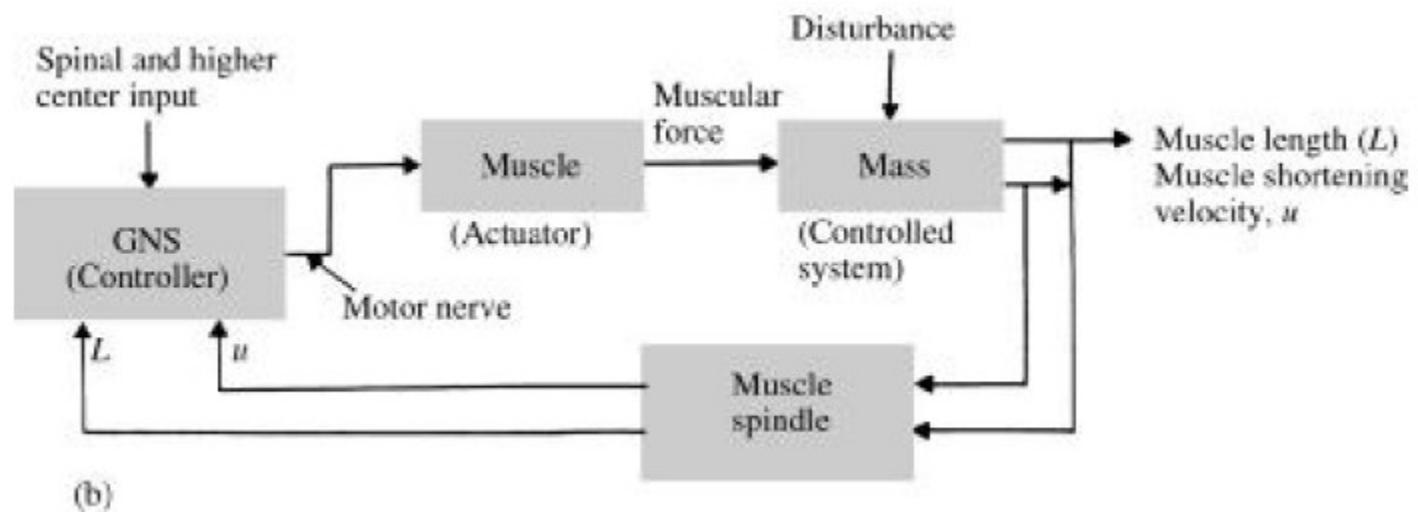 Disturbance
Spinal and higher
center input
Muscular
force
Muscle
Mass
Muscle length (L)
Muscle shortening
velocity, u
(Actuator)
(Controlled
system)
GNS
(Controller)
Motor nerve
L
u
Muscle
spindle
(b)